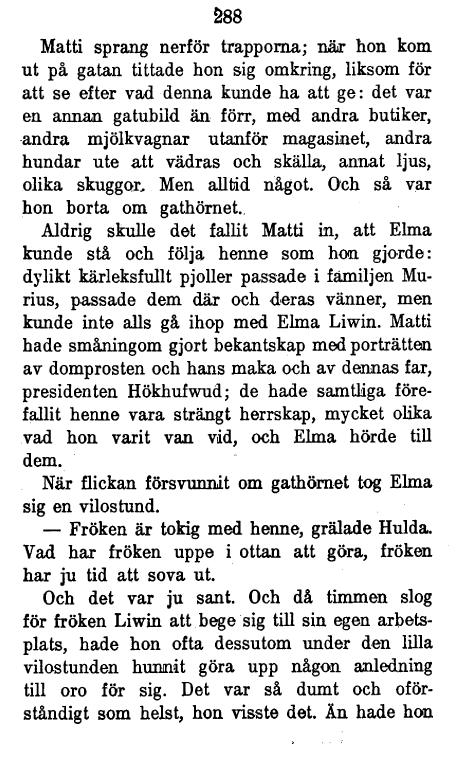 288
Matti sprang nerför trapporna; när hon kom
ut på gatan tittade hon sig omkring, liksom för
att se efter vad denna kunde ha att ge: det var
en annan gatubild än förr, med andra butiker,
andra mjölkvagnar utanför magasinet, andra
hundar ute att vädras och skälla, annat ljus,
olika skuggor. Men alltid något. Och så var
hon borta om gathörnet.
Aldrig skulle det fallit Matti in, att Elma
kunde stå och följa henne som hon gjorde:
dylikt kärleksfullt pjoller passade i familjen Mu-
rius, passade dem där och deras vänner, men
kunde inte alls gå ihop med Elma Liwin. Matti
hade småningom gjort bekantskap med porträtten
av domprosten och hans maka och av dennas far,
presidenten Hökhufwud; de hade samtliga före-
fallit henne vara strängt herrskap, mycket olika
vad hon varit van vid, och Elma hörde till
dem.
När flickan försvunnit om gathörnet tog Elma
sig en vilostund.
— Fröken är tokig med henne, grälade Hulda.
Vad har fröken uppe i ottan att göra, fröken
har ju tid att sova ut.
Och det var ju sant. Och då timmen slog
för fröken Liwin att bege sig till sin egen arbets-
plats, hade hon ofta dessutom under den lilla
vilostunden hunnit göra upp någon anledning
till oro för sig. Det var så dumt och oför-
ståndigt som helst, hon visste det. Än hade hon